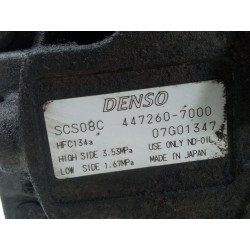 DENSO
SCS08C 447260-7000
HFC134a 07G01347
HIGH SIDE 3.53MPa USE ONLY ND-OIL
LOW SIDE 1.67MPa MADE IN JAPAN